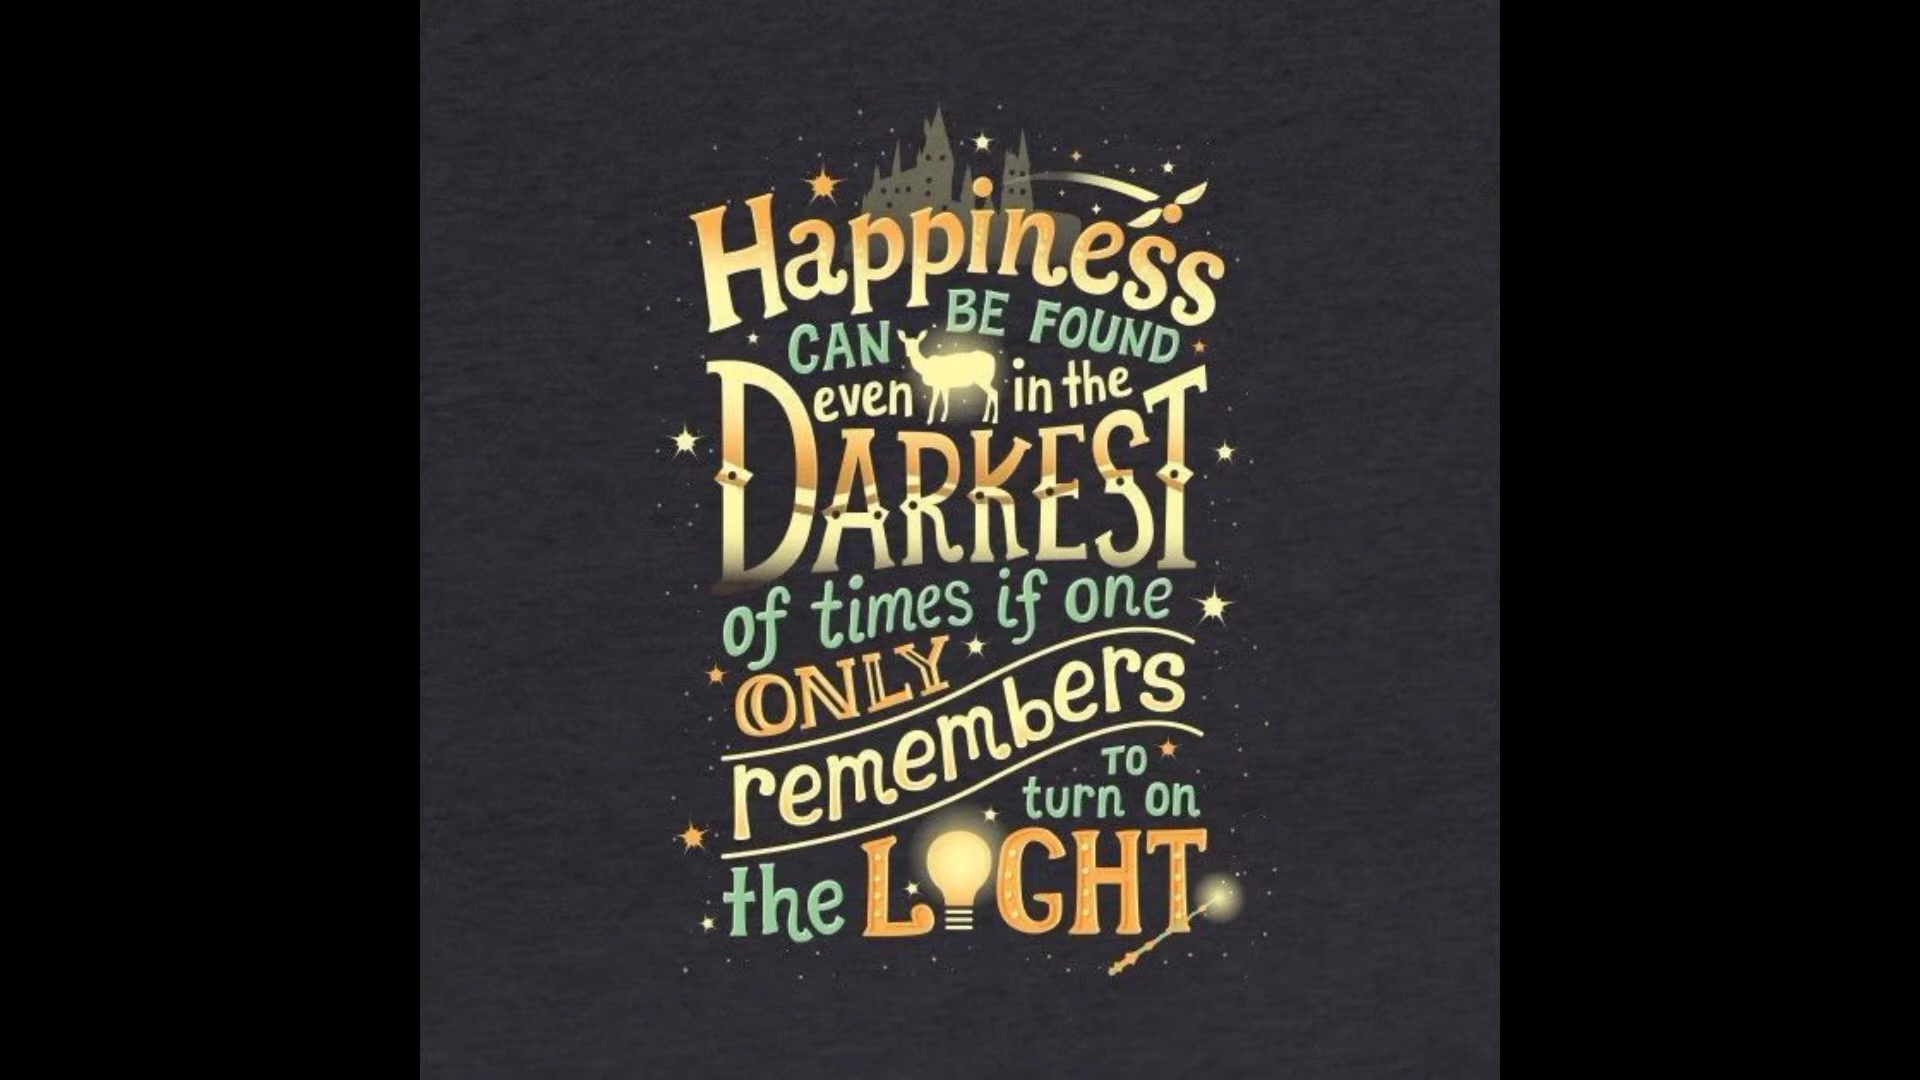 Happiness
CAN BE FOUND
even in the
DARKEST
of times if one
ONLY
remembers
TO
turn on
the LIGHT